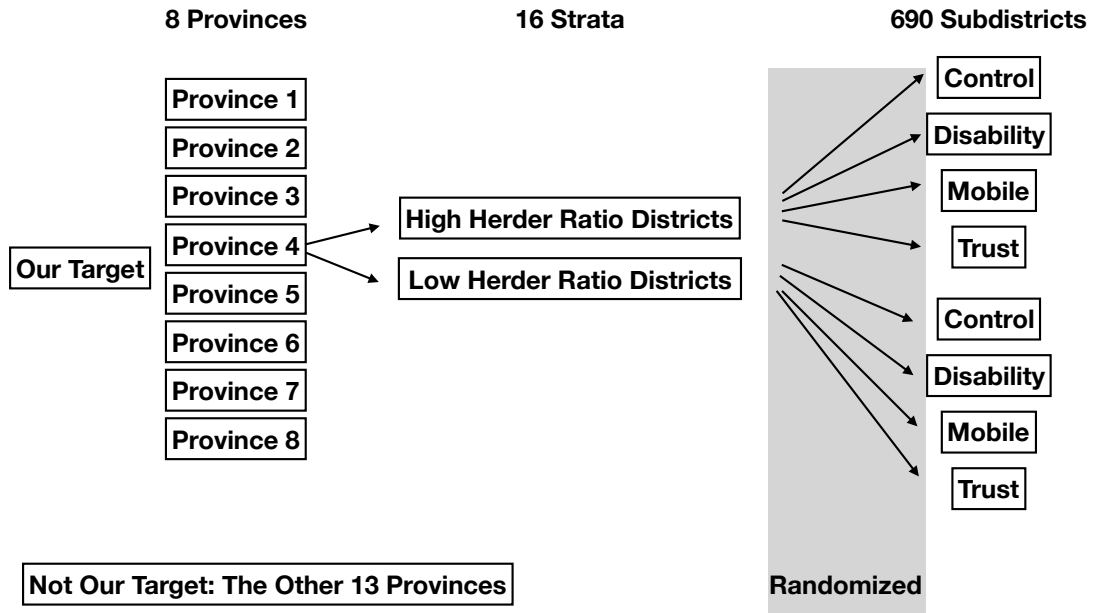 8 Provinces
16 Strata
690 Subdistricts
Our Target
Province 1
Province 2
Province 3
Province 4
Province 5
Province 6
Province 7
Province 8
High Herder Ratio Districts
Low Herder Ratio Districts
Control
Disability
Mobile
Trust
Control
Disability
Mobile
Trust
Not Our Target: The Other 13 Provinces
Randomized